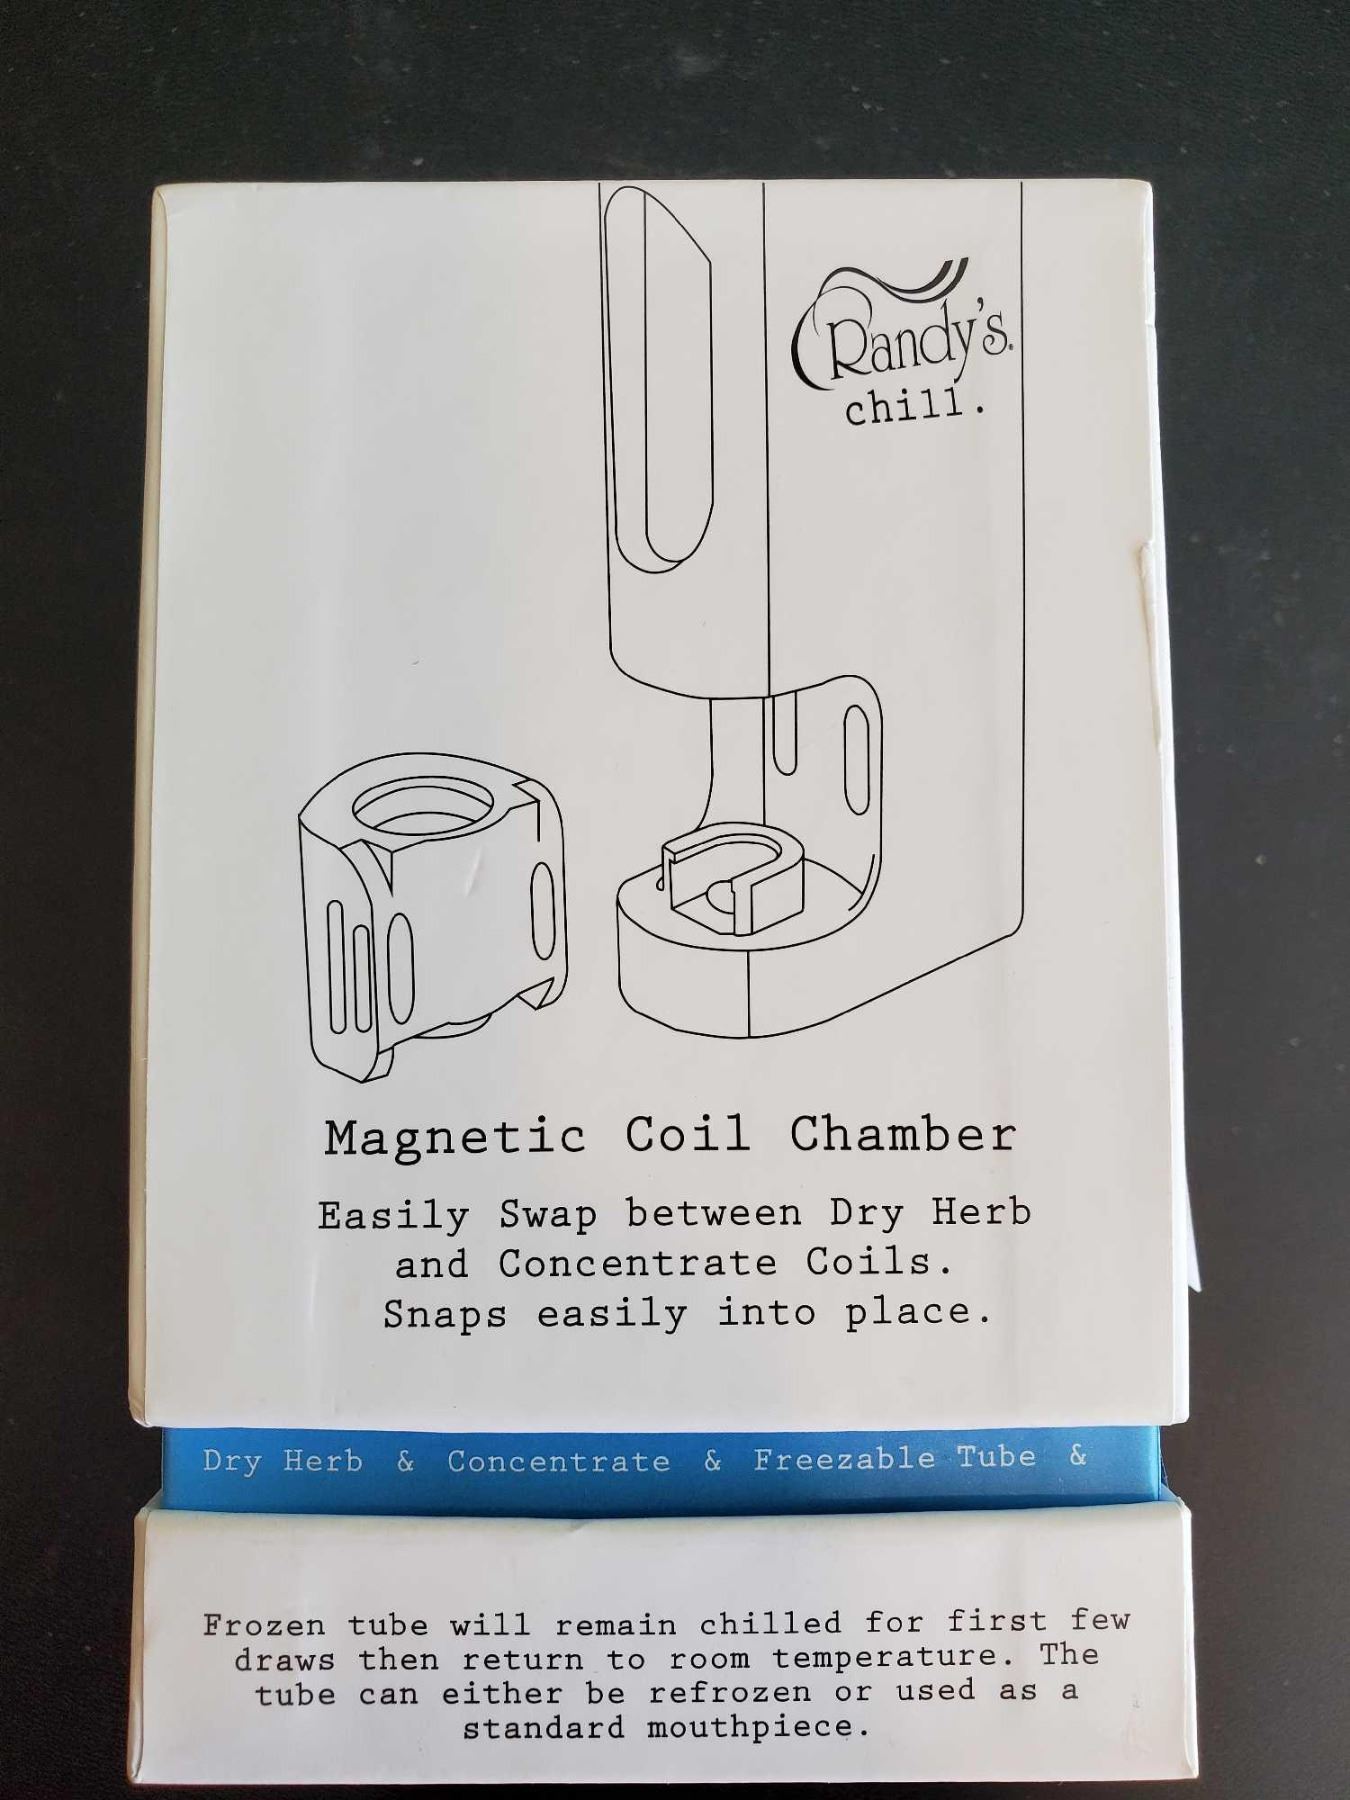 Randy's.
chill.
Magnetic Coil Chamber
Easily Swap between Dry Herb
and Concentrate Coils.
Snaps easily into place.
Dry Herb & Concentrate & Freezable Tube &
Frozen tube will remain chilled for first few
draws then return to room temperature. The
tube can either be refrozen or used as a
standard mouthpiece.